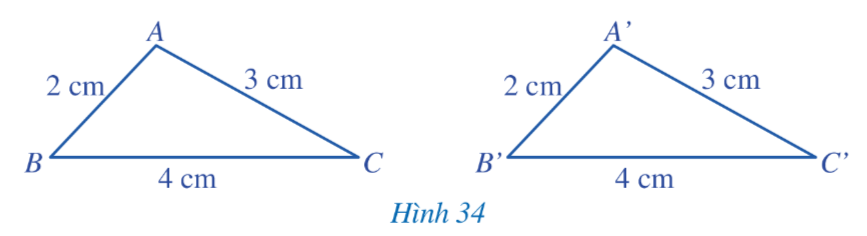 A A’
2 cm 3 cm 2 cm 3 cm
B C B’ C’
4 cm 4 cm
Hình 34